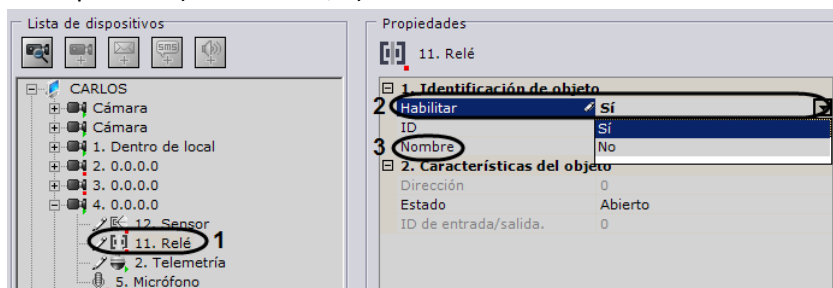 Lista de dispositivos
SMS
CARLOS
Cámara
Cámara
1. Dentro de local
2. 0.0.0.0
3. 0.0.0.0
4. 0.0.0.0
12. Sensor
11. Relé 1
2. Telemetría
5. Micrófono
Propiedades
11. Relé
1. Identificación de objeto
2 Habilitar Sí
ID Sí
3 Nombre No
2. Características del objeto
Dirección 0
Estado Abierto
ID de entrada/salida. 0